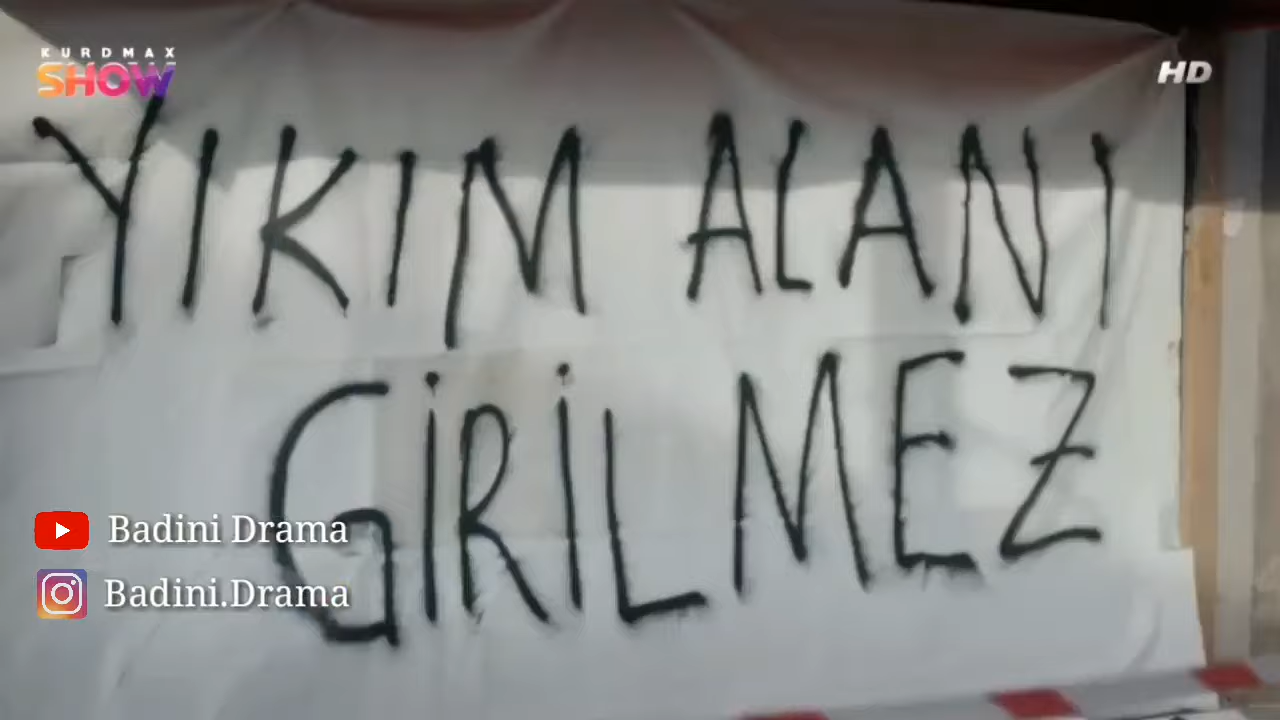 KURDMAX
SHOW
HD
YIKIM ALANI
GİRİLMEZ
Badini Drama
Badini.Drama